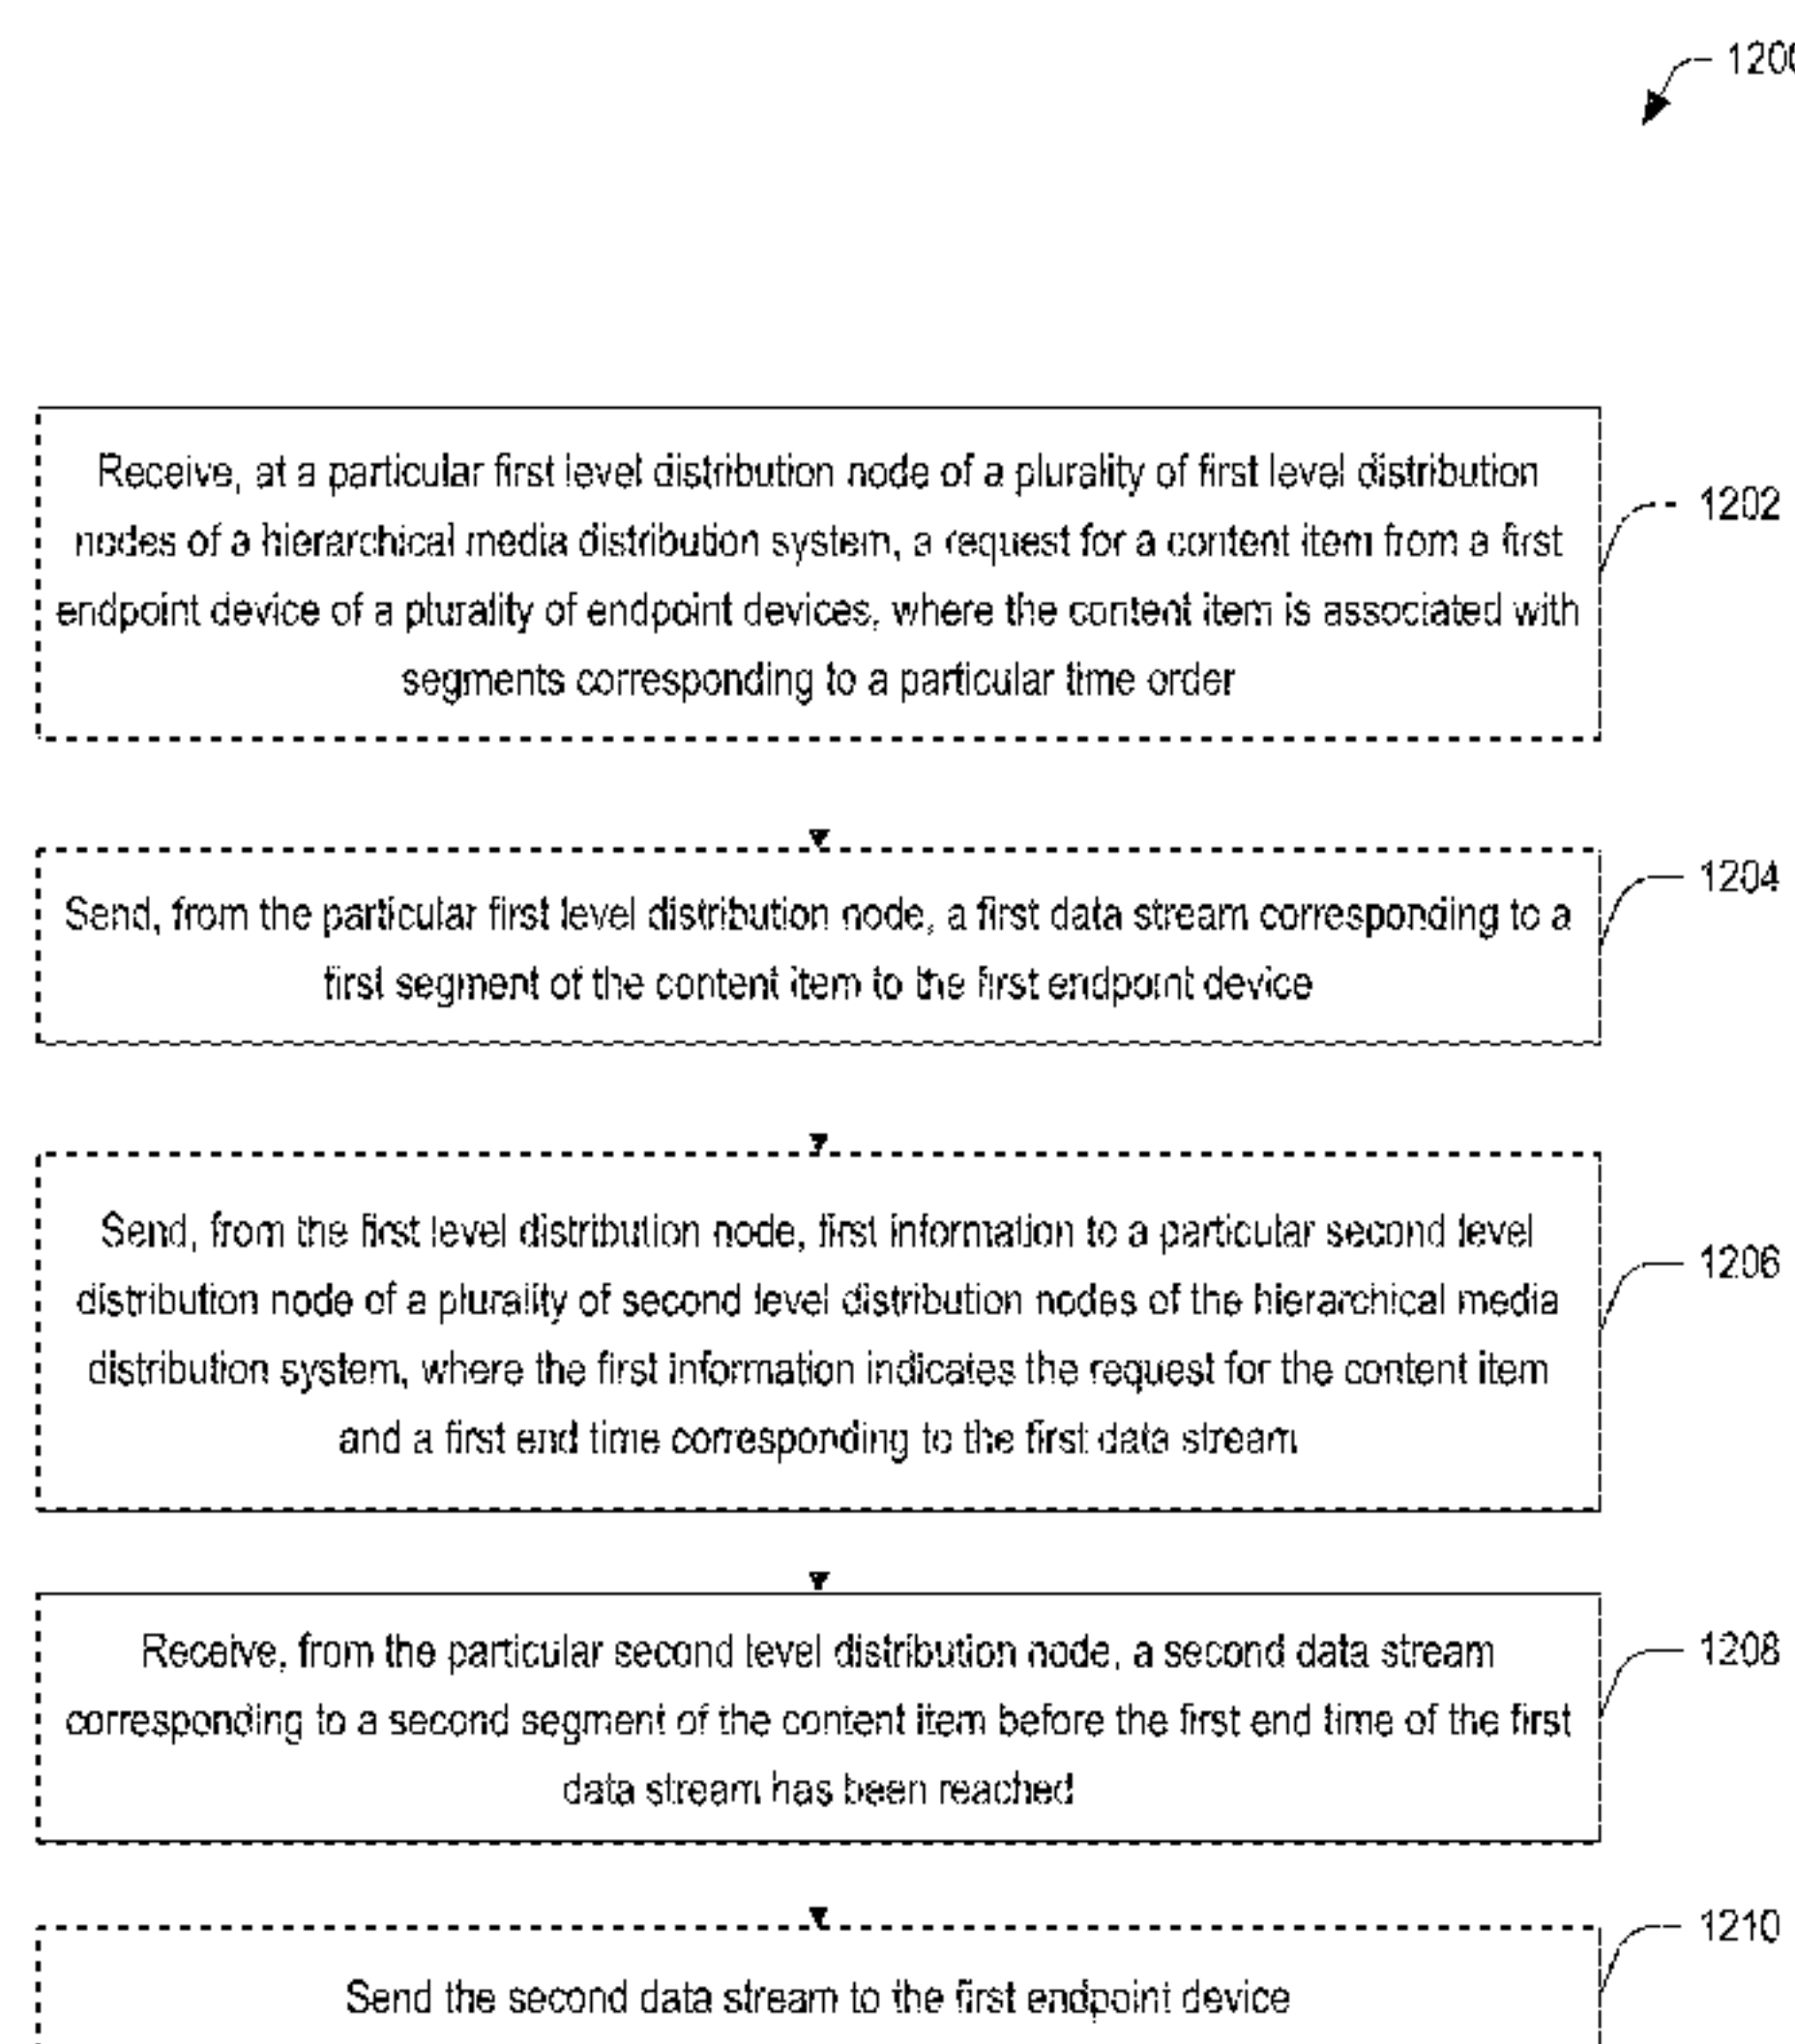 1200
Receive, at a particular first level distribution node of a plurality of first level distribution
nodes of a hierarchical media distribution system, a request for a content item from a first
endpoint device of a plurality of endpoint devices, where the content item is associated with
segments corresponding to a particular time order
1202
Send, from the particular first level distribution node, a first data stream corresponding to a
first segment of the content item to the first endpoint device
1204
Send, from the first level distribution node, first information to a particular second level
distribution node of a plurality of second level distribution nodes of the hierarchical media
distribution system, where the first information indicates the request for the content item
and a first end time corresponding to the first data stream
1206
Receive, from the particular second level distribution node, a second data stream
corresponding to a second segment of the content item before the first end time of the first
data stream has been reached
1208
Send the second data stream to the first endpoint device
1210